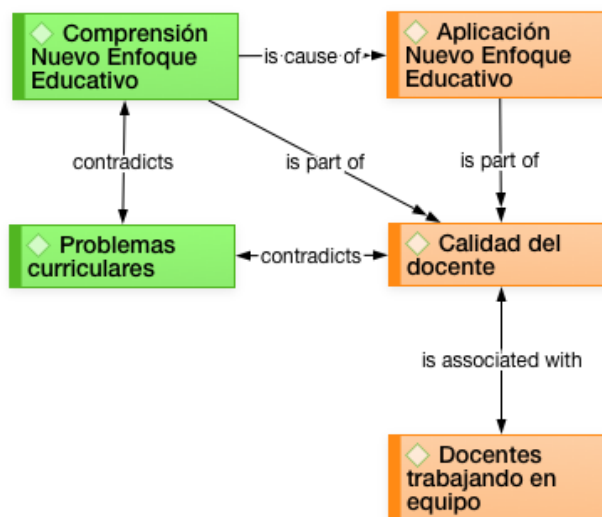 Comprensión
Nuevo Enfoque
Educativo
is cause of
Aplicación
Nuevo Enfoque
Educativo
contradicts
is part of
is part of
Problemas
curriculares
contradicts
Calidad del
docente
is associated with
Docentes
trabajando en
equipo